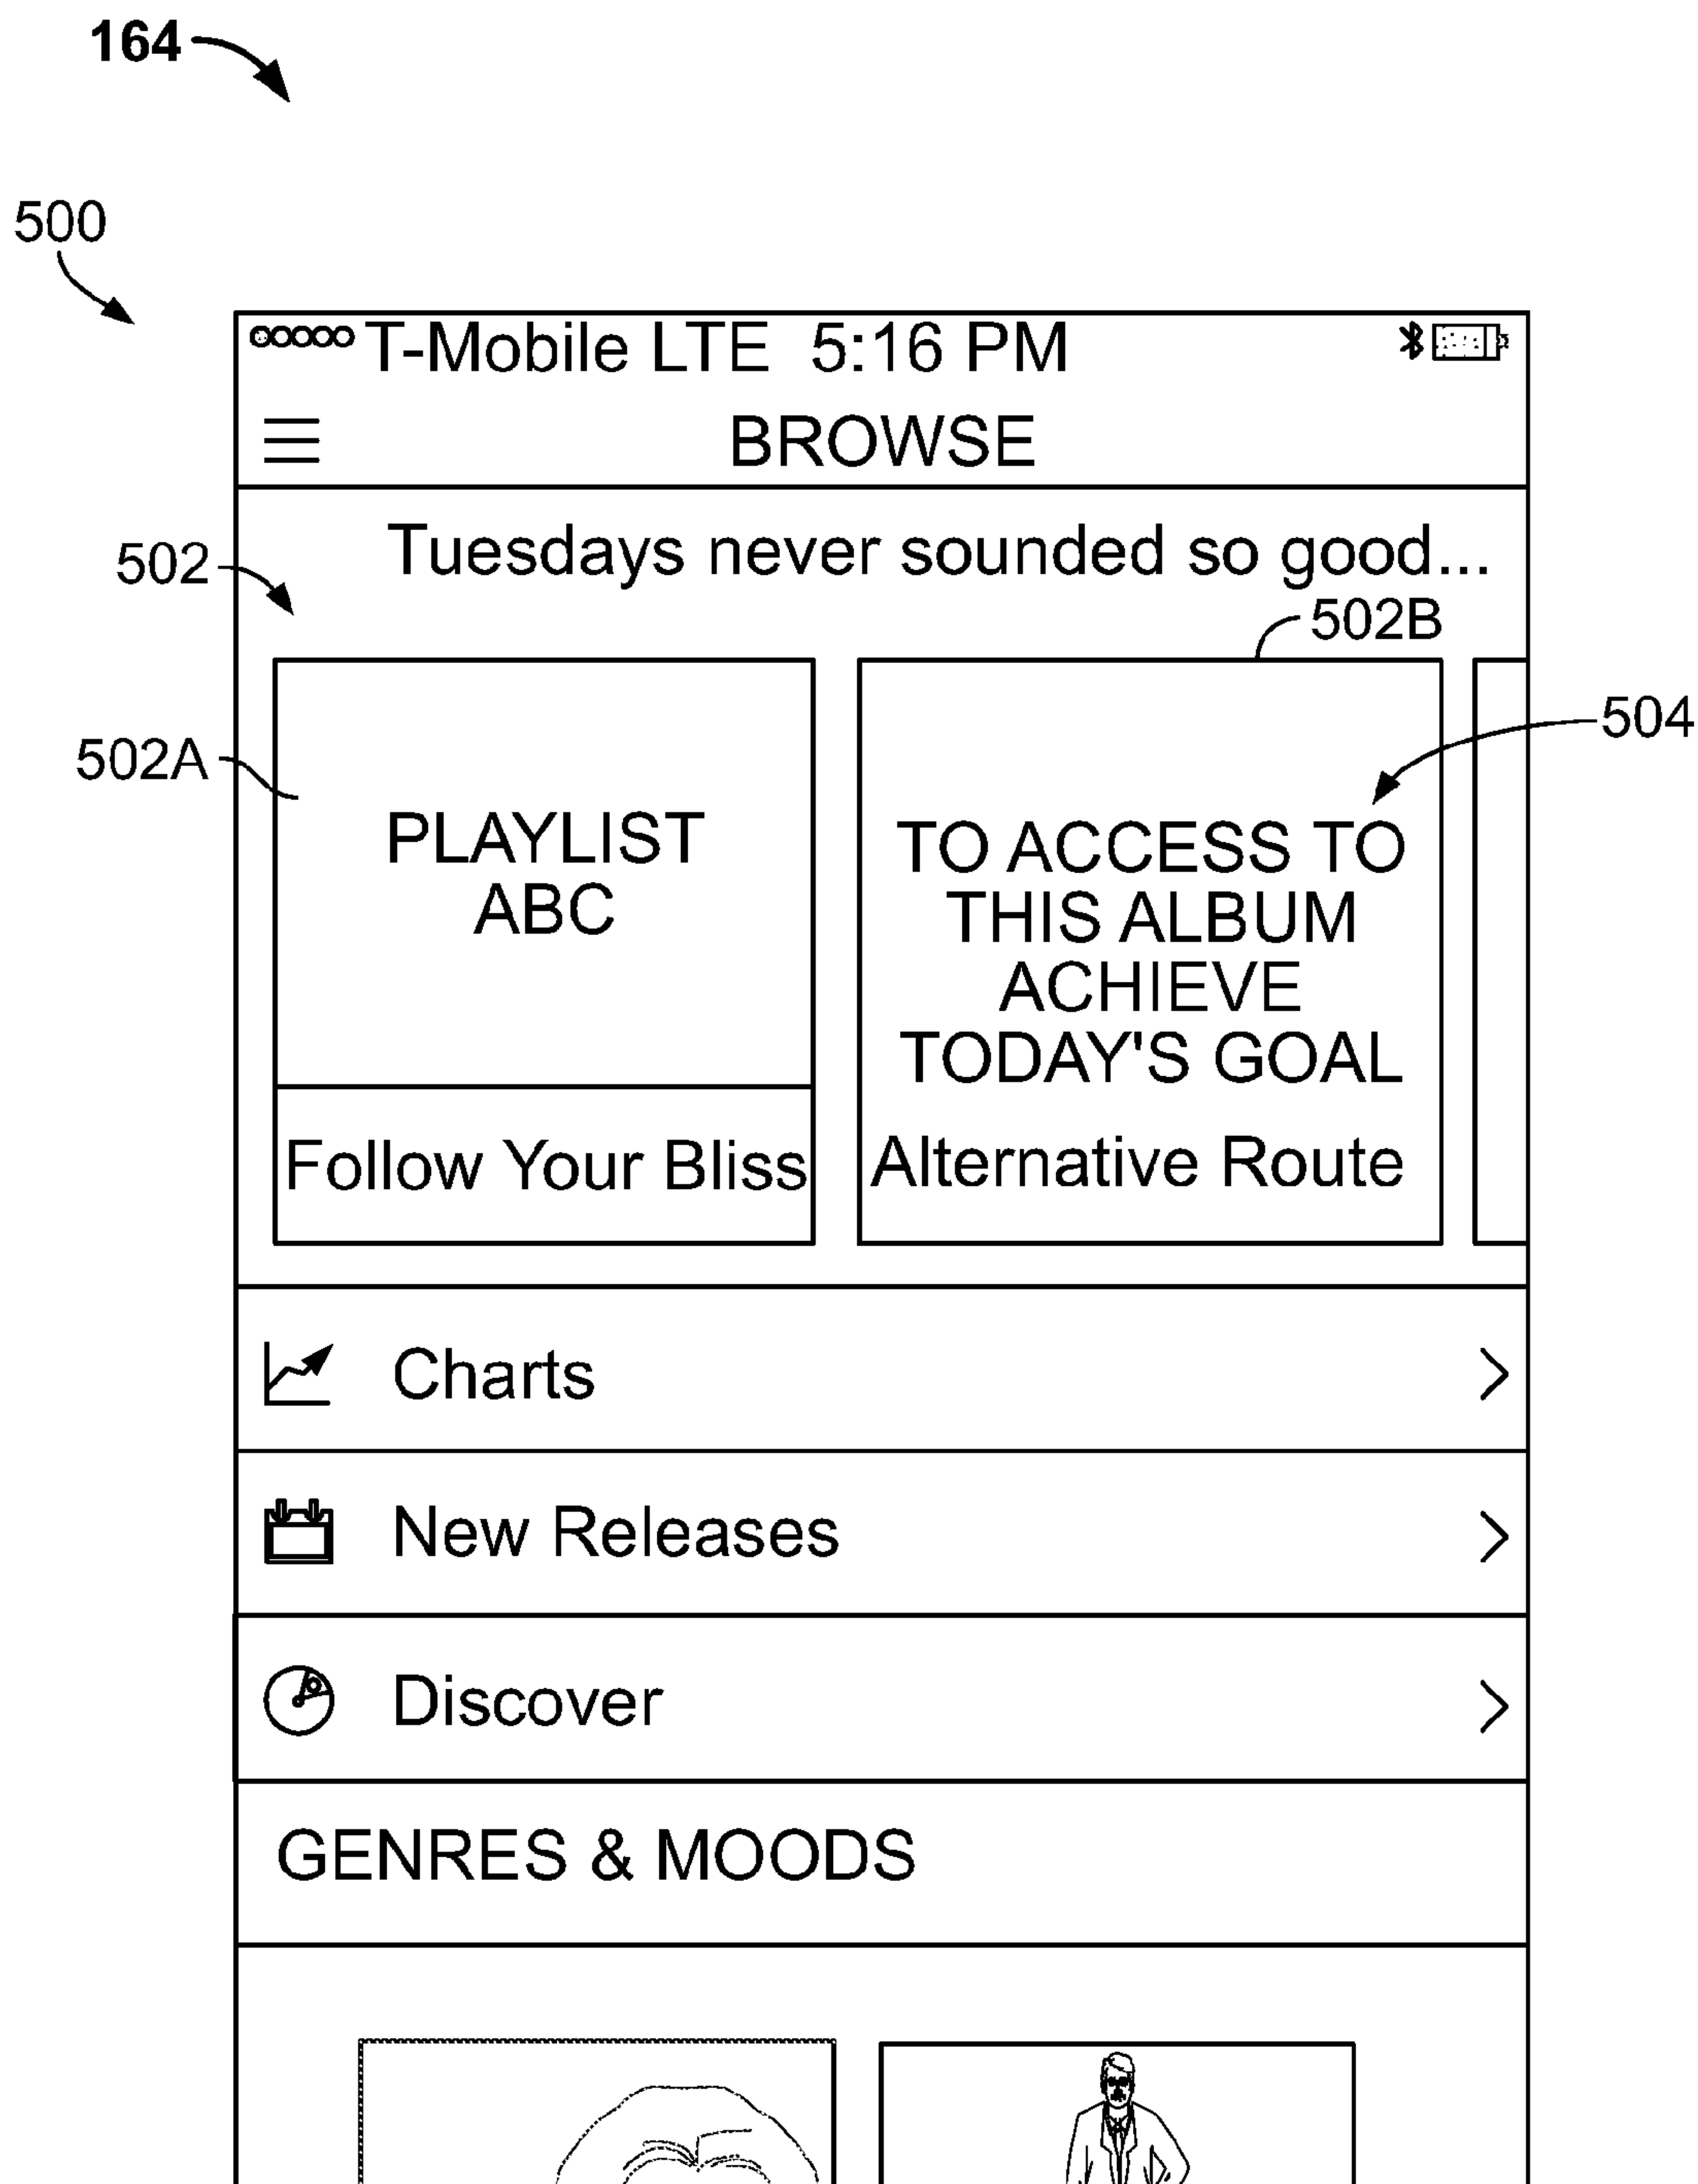 164
500
T-Mobile LTE 5:16 PM
BROWSE
Tuesdays never sounded so good...
502
502B
504
502A
PLAYLIST
ABC
Follow Your Bliss
TO ACCESS TO
THIS ALBUM
ACHIEVE
TODAY'S GOAL
Alternative Route
Charts
New Releases
Discover
GENRES & MOODS